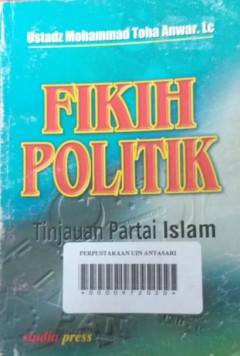 Ustadz Mohammad Toha Anwar. Lc
FIKIH
POLITIK
Tinjauan Partai Islam
PERPUSTAKAAN UIN ANTASARI
studia press